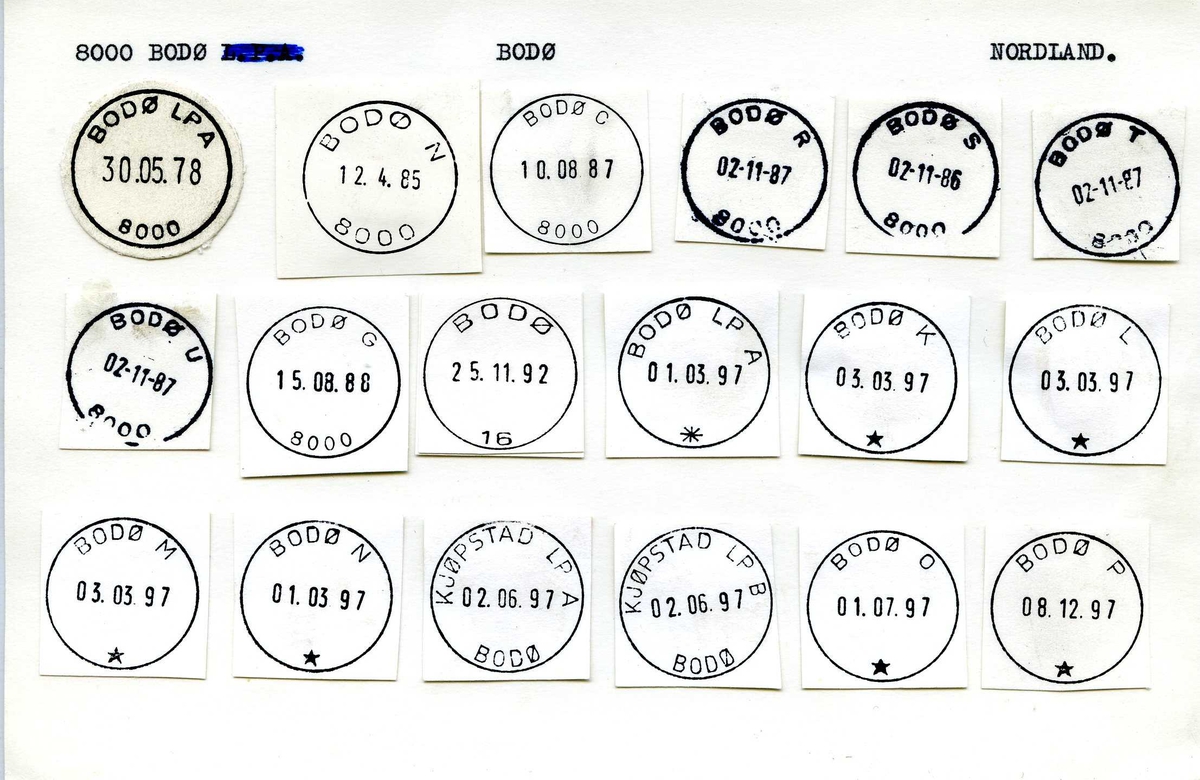 8000 BODØ L.P.A. BODØ NORDLAND.
BODØ LPA
30.05.78
8000
BODØ N
12. 4. 85
8000
BODØ C
10.08 87
8000
BODØ R
02-11-87
8000
BODØ S
02-11-86
8000
BODØ T
02-11-87
8000
BODØ U
02-11-87
8000
BODØ G
15.08.88
8000
BODØ
25.11.92
16
BODØ LP A
01.03.97
BODØ K
03.03.97
BODØ L
03.03.97
BODØ M
03.03.97
BODØ N
01.03 97
KJØPSTAD LP A
02.06.97
BODØ
KJØPSTAD LP B
02.06.97
BODØ
BODØ O
01.07.97
BODØ P
08.12.97